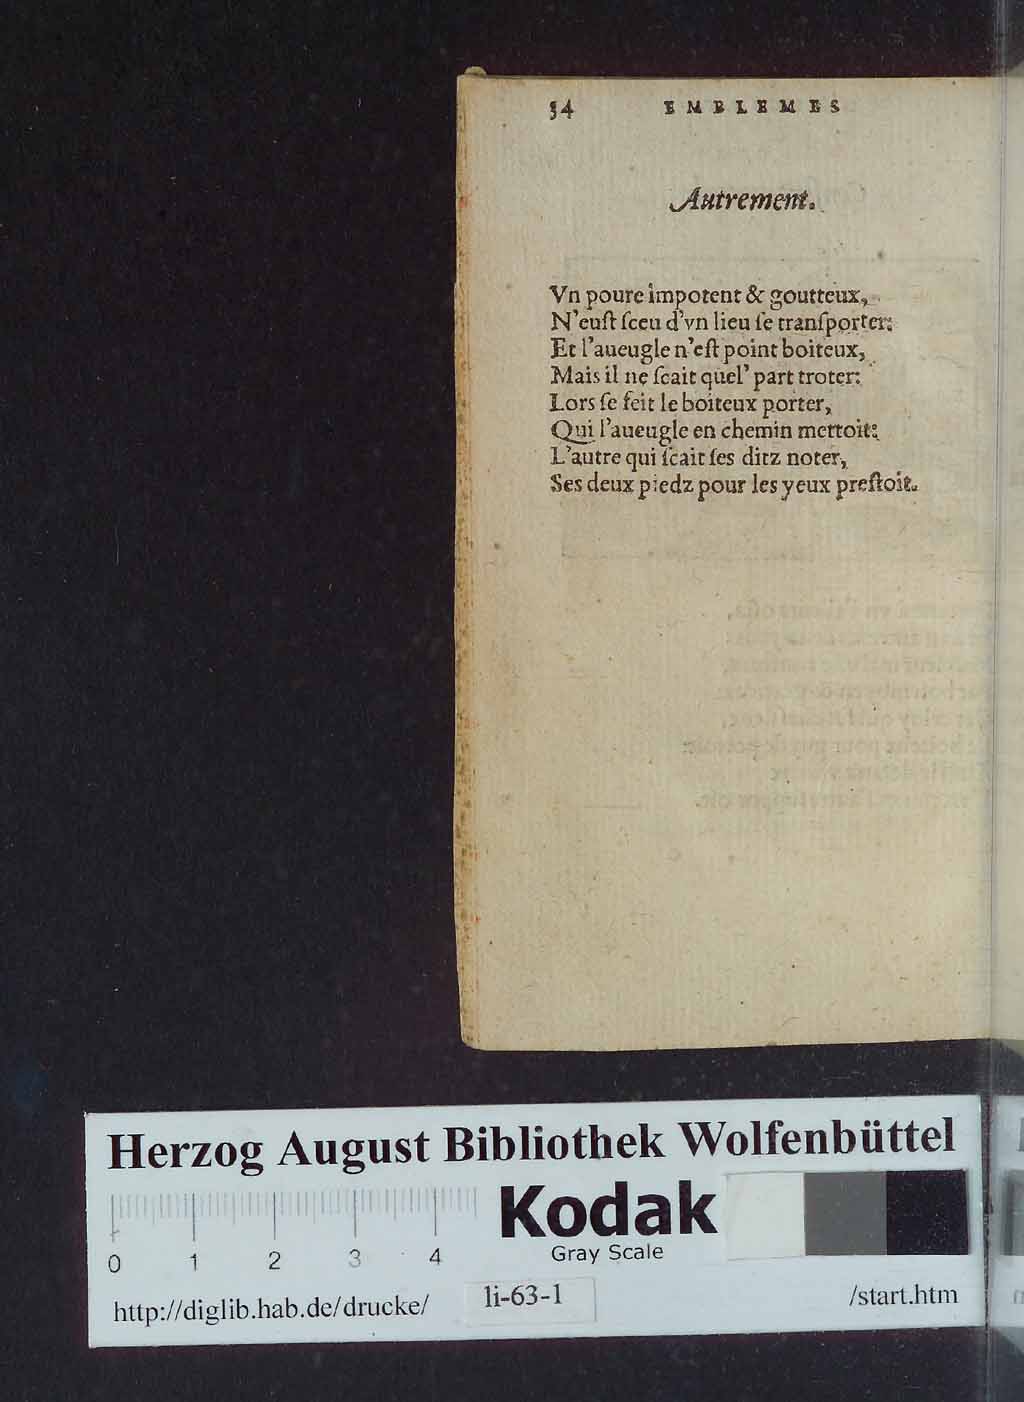 34 EMBLEMES
Autrement.
Vn poure impotent & goutteux,
N'euſt ſceu d'vn lieu ſe tranſporter:
Et l'aueugle n'eſt point boiteux,
Mais il ne ſcait quel' part troter:
Lors ſe feit le boiteux porter,
Qui l'aueugle en chemin mettoit:
L'autre qui ſcait ſes ditz noter,
Ses deux piedz pour les yeux preſtoit.
Herzog August Bibliothek Wolfenbüttel
Kodak
Gray Scale
0 1 2 3 4
http://diglib.hab.de/drucke/ li-63-1 /start.htm